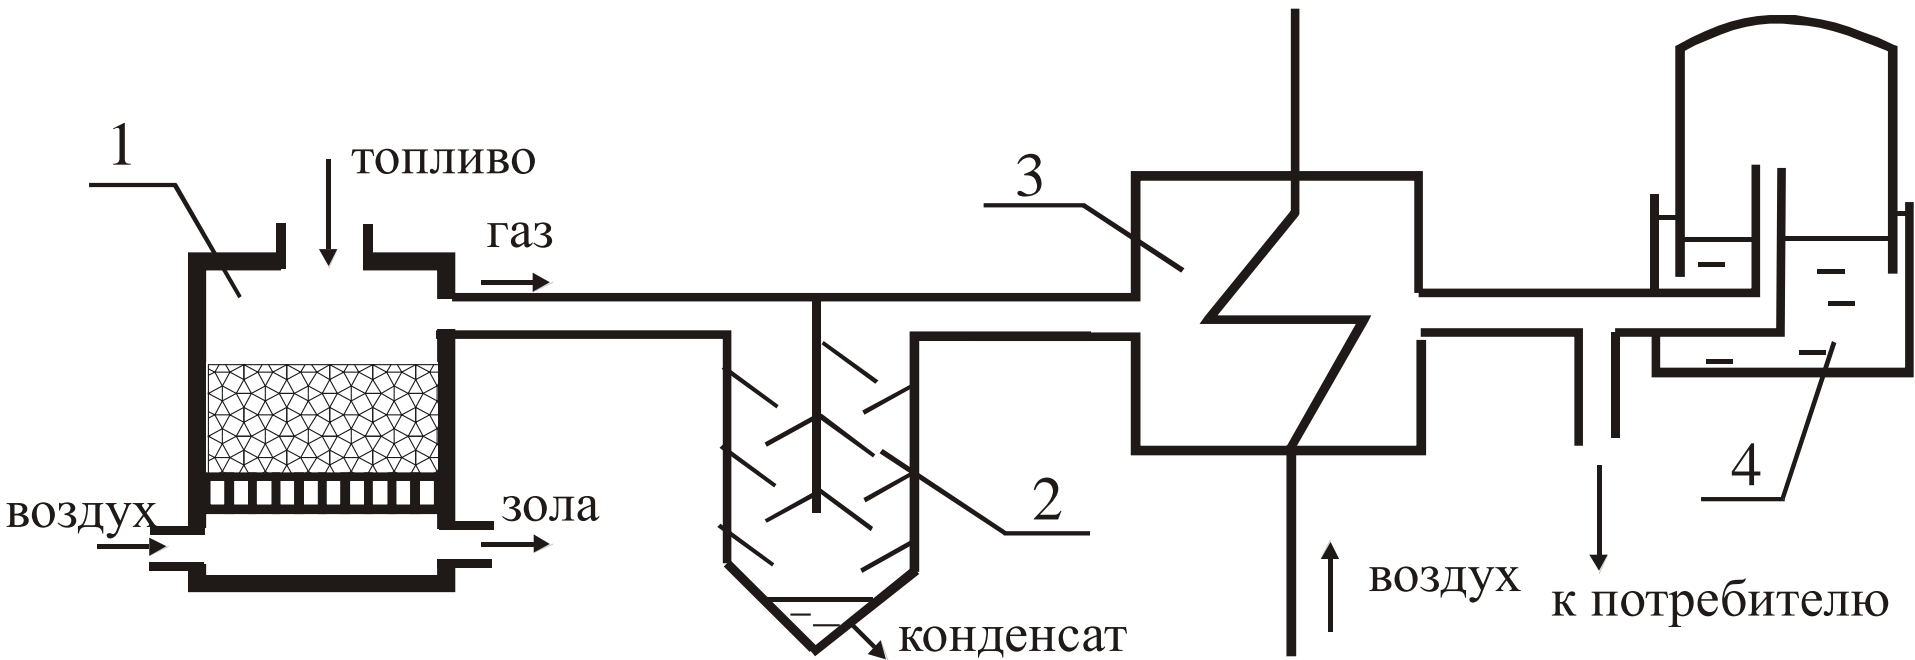 1
топливо
газ
3
воздух
зола
2
4
воздух
к потребителю
конденсат